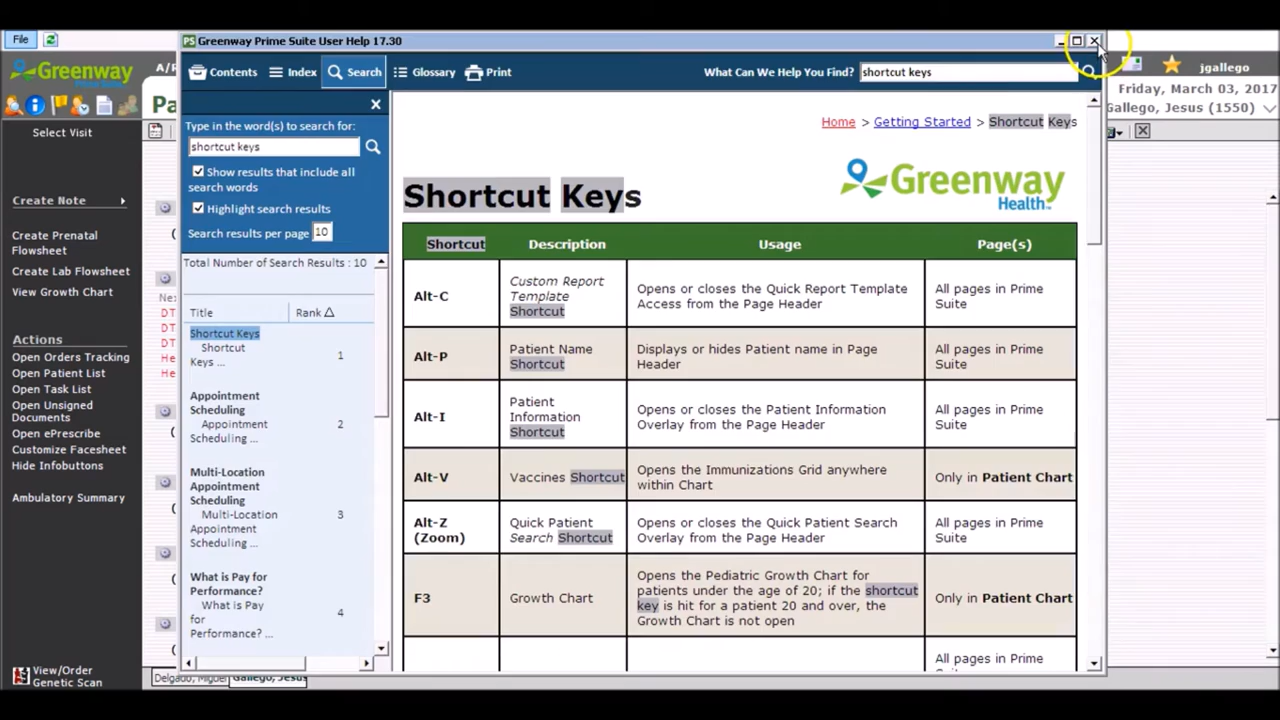 File
Greenway
Select Visit
Create Note
Create Prenatal
Flowsheet
Create Lab Flowsheet
View Growth Chart
Actions
Open Orders Tracking
Open Patient List
Open Task List
Open Unsigned
Documents
Open ePrescribe
Customize Facesheet
Hide Infobuttons
Ambulatory Summary
View/Order
Genetic Scan
A/R
Pa
Ne
DT
DT
DT
He
He
PS Greenway Prime Suite User Help 17.30
Contents Index Search Glossary Print
What Can We Help You Find? shortcut keys
Type in the word(s) to search for:
shortcut keys
Show results that include all
search words
Highlight search results
Search results per page 10
Total Number of Search Results : 10
Title Rank
Shortcut Keys
Shortcut
Keys ... 1
Appointment
Scheduling
Appointment 2
Scheduling ...
Multi-Location
Appointment
Scheduling
Multi-Location 3
Appointment
Scheduling ...
What is Pay for
Performance?
What is Pay 4
for
Performance? ...
Home > Getting Started > Shortcut Keys
Greenway
Health™
Shortcut Keys
Shortcut Description Usage Page(s)
Alt-C
Custom Report
Template
Shortcut
Opens or closes the Quick Report Template
Access from the Page Header
All pages in Prime
Suite
Alt-P
Patient Name
Shortcut
Displays or hides Patient name in Page
Header
All pages in Prime
Suite
Alt-I
Patient
Information
Shortcut
Opens or closes the Patient Information
Overlay from the Page Header
All pages in Prime
Suite
Alt-V
Vaccines Shortcut
Opens the Immunizations Grid anywhere
within Chart
Only in Patient Chart
Alt-Z
(Zoom)
Quick Patient
Search Shortcut
Opens or closes the Quick Patient Search
Overlay from the Page Header
All pages in Prime
Suite
F3
Growth Chart
Opens the Pediatric Growth Chart for
patients under the age of 20; if the shortcut
key is hit for a patient 20 and over, the
Growth Chart is not open
Only in Patient Chart
All pages in Prime
jgallego
Friday, March 03, 2017
Gallego, Jesus (1550)
Delgado, Miguel
Gallego, Jesus